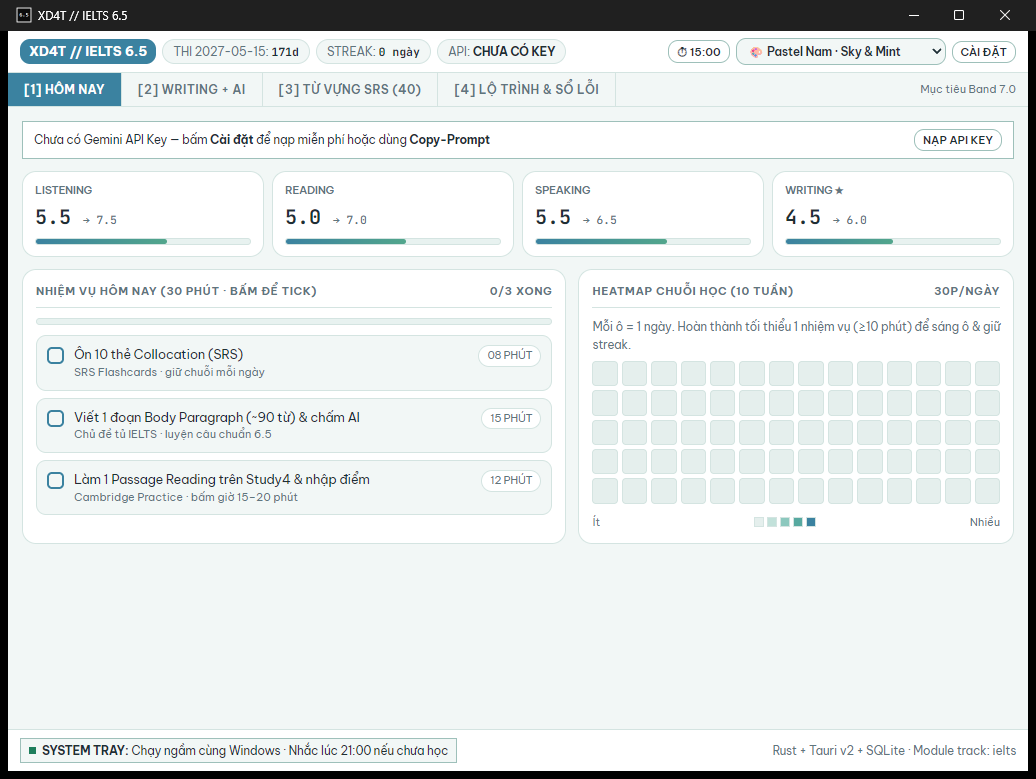 XD4T // IELTS 6.5
XD4T // IELTS 6.5
THI 2027-05-15: 171d
STREAK: 0 ngày
API: CHƯA CÓ KEY
15:00
Pastel Nam · Sky & Mint
CÀI ĐẶT
[1] HÔM NAY
[2] WRITING + AI
[3] TỪ VỰNG SRS (40)
[4] LỘ TRÌNH & SỔ LỖI
Mục tiêu Band 7.0
Chưa có Gemini API Key — bấm Cài đặt để nạp miễn phí hoặc dùng Copy-Prompt
NẠP API KEY
LISTENING
5.5 → 7.5
READING
5.0 → 7.0
SPEAKING
5.5 → 6.5
WRITING ★
4.5 → 6.0
NHIỆM VỤ HÔM NAY (30 PHÚT · BẤM ĐỂ TICK)
0/3 XONG
Ôn 10 thẻ Collocation (SRS)
SRS Flashcards · giữ chuỗi mỗi ngày
08 PHÚT
Viết 1 đoạn Body Paragraph (~90 từ) & chấm AI
Chủ đề tủ IELTS · luyện câu chuẩn 6.5
15 PHÚT
Làm 1 Passage Reading trên Study4 & nhập điểm
Cambridge Practice · bấm giờ 15–20 phút
12 PHÚT
HEATMAP CHUỖI HỌC (10 TUẦN)
30P/NGÀY
Mỗi ô = 1 ngày. Hoàn thành tối thiểu 1 nhiệm vụ (≥10 phút) để sáng ô & giữ
streak.
Ít
Nhiều
SYSTEM TRAY: Chạy ngầm cùng Windows · Nhắc lúc 21:00 nếu chưa học
Rust + Tauri v2 + SQLite · Module track: ielts